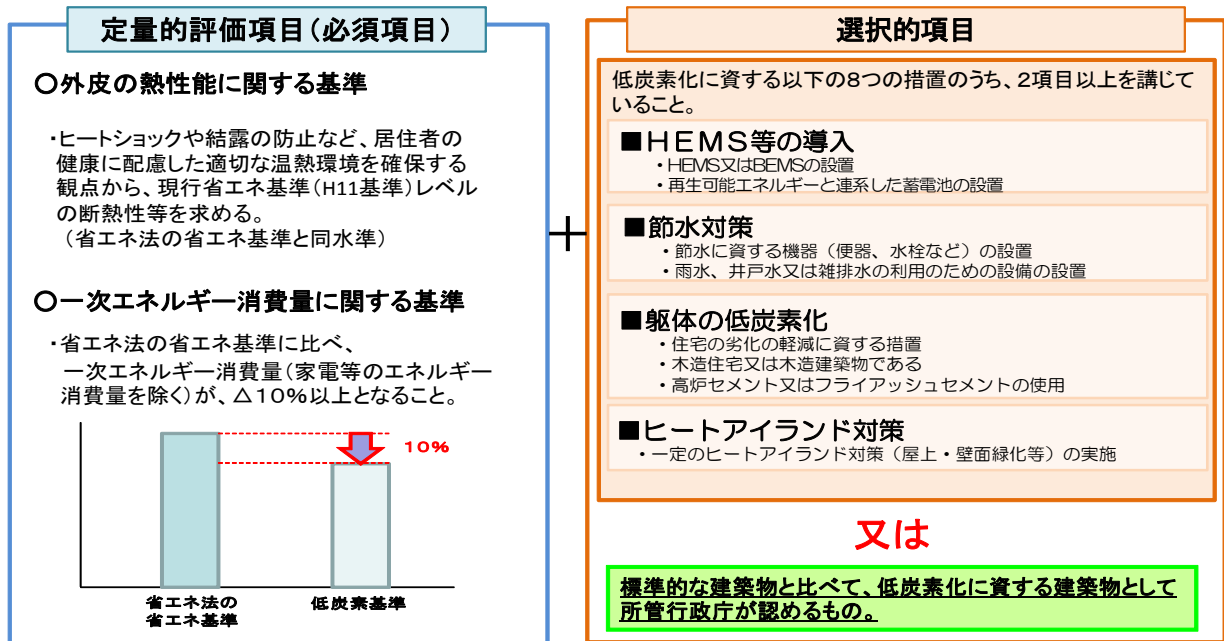 定量的評価項目（必須項目）
〇外皮の熱性能に関する基準
・ヒートショックや結露の防止など、居住者の
健康に配慮した適切な温熱環境を確保する
観点から、現行省エネ基準（H11基準）レベル
の断熱性等を求める。
（省エネ法の省エネ基準と同水準）
〇一次エネルギー消費量に関する基準
・省エネ法の省エネ基準に比べ、
一次エネルギー消費量（家電等のエネルギー
消費量を除く）が、△10%以上となること。
10%
省エネ法の
省エネ基準
低炭素基準
＋
選択的項目
低炭素化に資する以下の8つの措置のうち、2項目以上を講じて
いること。
■ＨＥＭＳ等の導入
・HEMS又はBEMSの設置
・再生可能エネルギーと連系した蓄電池の設置
■節水対策
・節水に資する機器（便器、水栓など）の設置
・雨水、井戸水又は雑排水の利用のための設備の設置
■躯体の低炭素化
・住宅の劣化の軽減に資する措置
・木造住宅又は木造建築物である
・高炉セメント又はフライアッシュセメントの使用
■ヒートアイランド対策
・一定のヒートアイランド対策（屋上・壁面緑化等）の実施
又は
標準的な建築物と比べて、低炭素化に資する建築物として
所管行政庁が認めるもの。